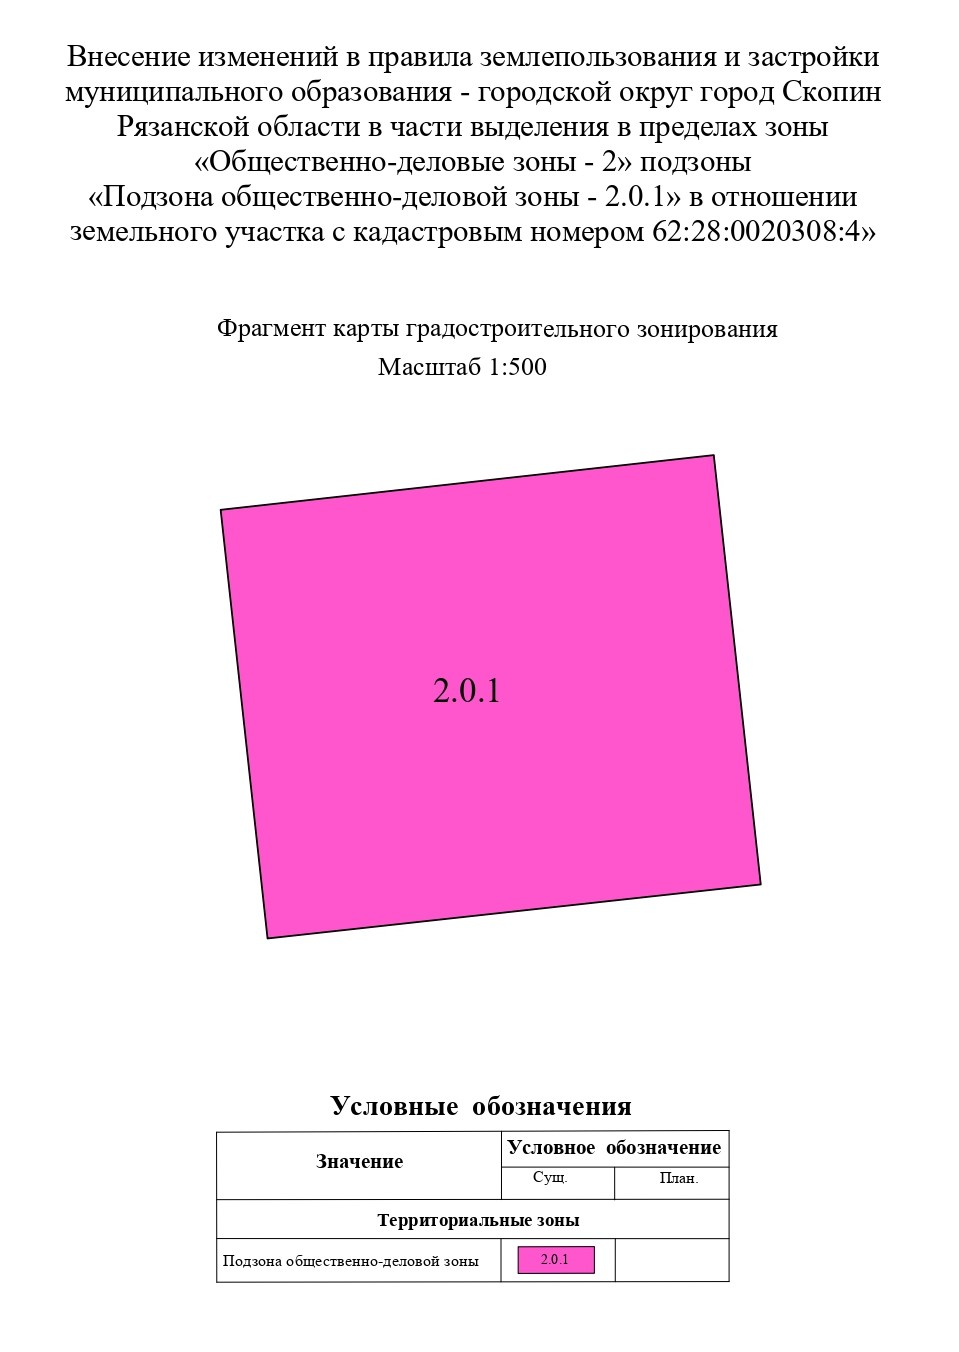 Внесение изменений в правила землепользования и застройки
муниципального образования - городской округ город Скопин
Рязанской области в части выделения в пределах зоны
«Общественно-деловые зоны - 2» подзоны
«Подзона общественно-деловой зоны - 2.0.1» в отношении
земельного участка с кадастровым номером 62:28:0020308:4»
Фрагмент карты градостроительного зонирования
Масштаб 1:500
2.0.1
Условные обозначения
Значение
Условное обозначение
Сущ.
План.
Территориальные зоны
Подзона общественно-деловой зоны
2.0.1